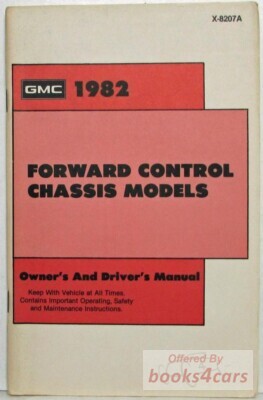 X-8207A
GMC 1982
FORWARD CONTROL
CHASSIS MODELS
Owner's And Driver's Manual
Keep With Vehicle at All Times.
Contains Important Operating, Safety
and Maintenance Instructions.
Offered By
books4cars